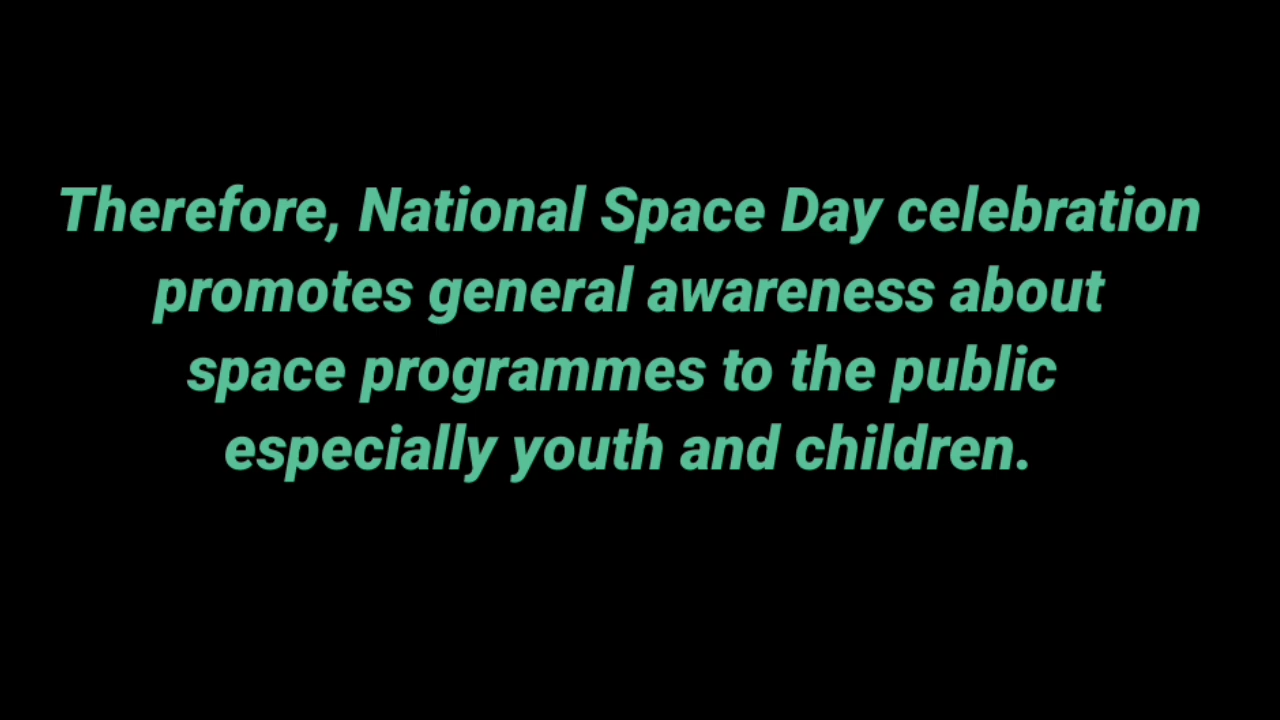 Therefore, National Space Day celebration
promotes general awareness about
space programmes to the public
especially youth and children.